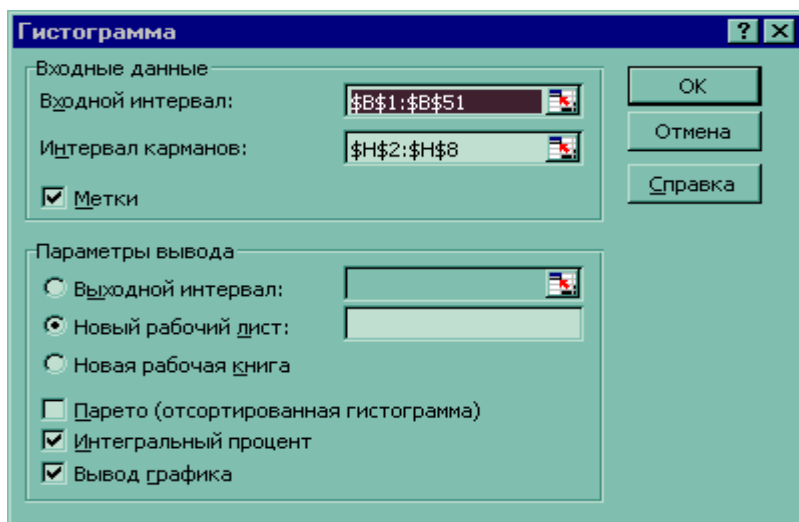 Гистограмма
Входные данные
Входной интервал: $B$1:$B$51
Интервал карманов: $H$2:$H$8
Метки
OK
Отмена
Справка
Параметры вывода
Выходной интервал:
Новый рабочий лист:
Новая рабочая книга
Парето (отсортированная гистограмма)
Интегральный процент
Вывод графика